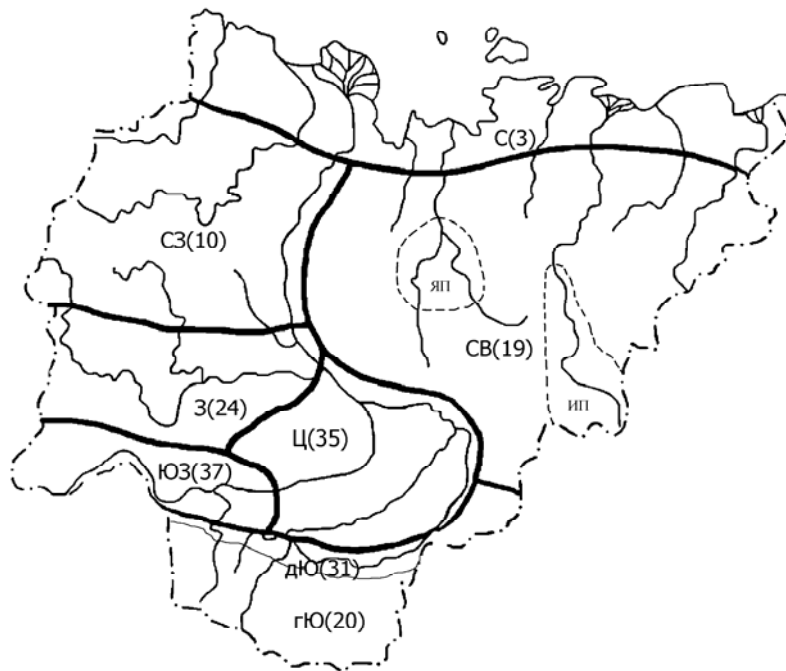 С(3)
СЗ(10)
ЯП
СВ(19)
З(24)
ИП
Ц(35)
ЮЗ(37)
дЮ(31)
гЮ(20)